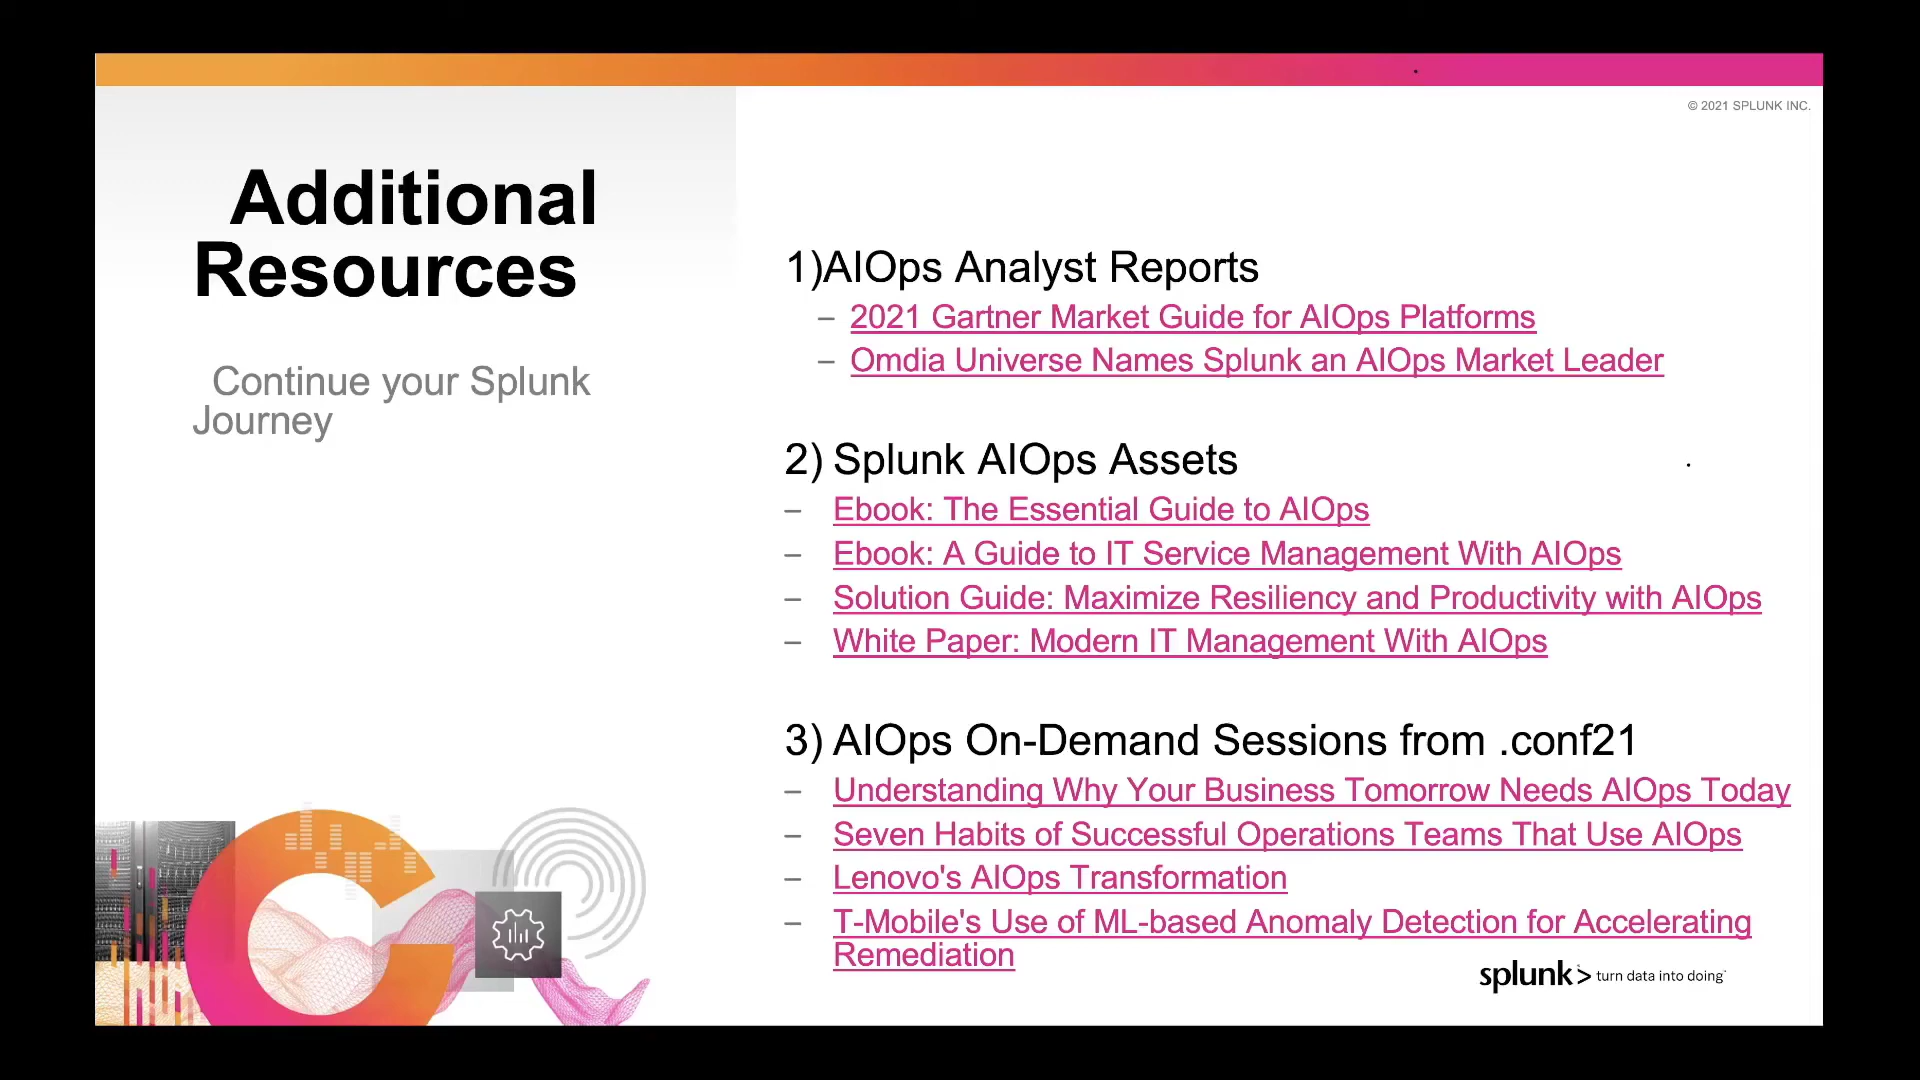 © 2021 SPLUNK INC.
Additional
Resources
Continue your Splunk
Journey
1)AIOps Analyst Reports
– 2021 Gartner Market Guide for AIOps Platforms
– Omdia Universe Names Splunk an AIOps Market Leader
2) Splunk AIOps Assets
– Ebook: The Essential Guide to AIOps
– Ebook: A Guide to IT Service Management With AIOps
– Solution Guide: Maximize Resiliency and Productivity with AIOps
– White Paper: Modern IT Management With AIOps
3) AIOps On-Demand Sessions from .conf21
– Understanding Why Your Business Tomorrow Needs AIOps Today
– Seven Habits of Successful Operations Teams That Use AIOps
– Lenovo's AIOps Transformation
– T-Mobile's Use of ML-based Anomaly Detection for Accelerating
Remediation
splunk> turn data into doing